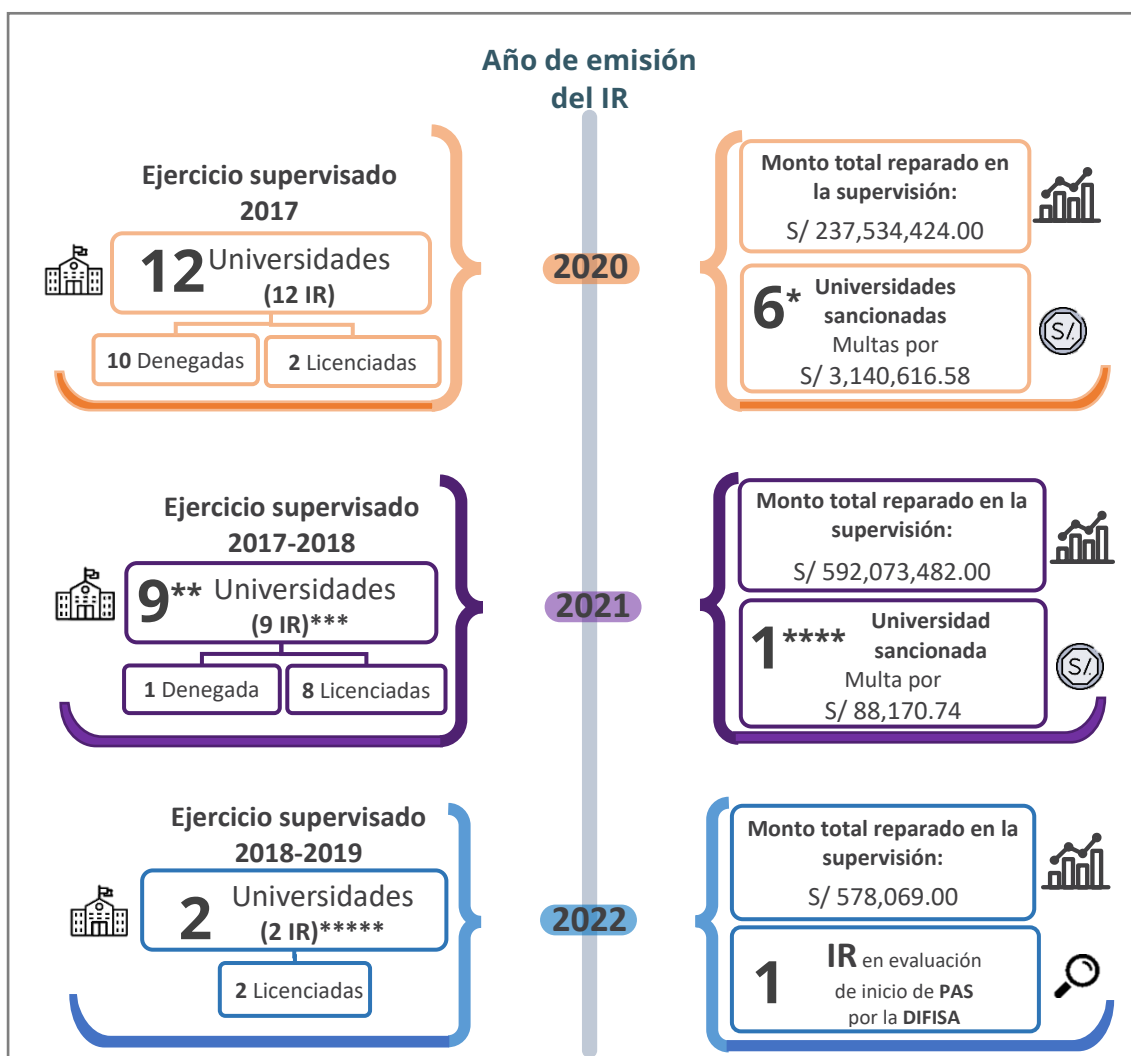 Año de emisión
del IR
Ejercicio supervisado
2017
12 Universidades
(12 IR)
10 Denegadas
2 Licenciadas
2020
Monto total reparado en
la supervisión:
S/ 237,534,424.00
6* Universidades
sancionadas
Multas por
S/ 3,140,616.58
S/.
Ejercicio supervisado
2017-2018
9** Universidades
(9 IR)***
1 Denegada
8 Licenciadas
2021
Monto total reparado en la
supervisión:
S/ 592,073,482.00
1**** Universidad
sancionada
Multa por
S/ 88,170.74
S/.
Ejercicio supervisado
2018-2019
2 Universidades
(2 IR)*****
2 Licenciadas
2022
Monto total reparado en la
supervisión:
S/ 578,069.00
1 IR en evaluación
de inicio de PAS
por la DIFISA